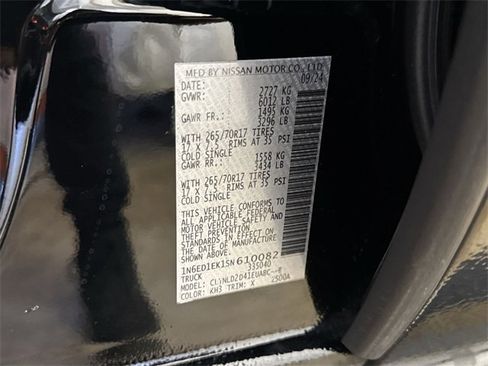 MFD BY NISSAN MOTOR CO., LTD.
DATE: 09/24
GVWR: 2727 KG
6012 LB
GAWR FR.: 1495 KG
3296 LB
WITH 265/70R17 TIRES
17 X 7.5 RIMS AT 35 PSI
COLD SINGLE
GAWR RR.: 1558 KG
3434 LB
WITH 265/70R17 TIRES
17 X 7.5 RIMS AT 35 PSI
COLD SINGLE
THIS VEHICLE CONFORMS TO
ALL APPLICABLE FEDERAL
MOTOR VEHICLE SAFETY
STANDARDS IN EFFECT ON
THE DATE OF MANUFACTURE
SHOWN ABOVE.
1N6ED1EK1SN610082
TRUCK 335040
MODEL:
COLOR: KH3 TRIM: X